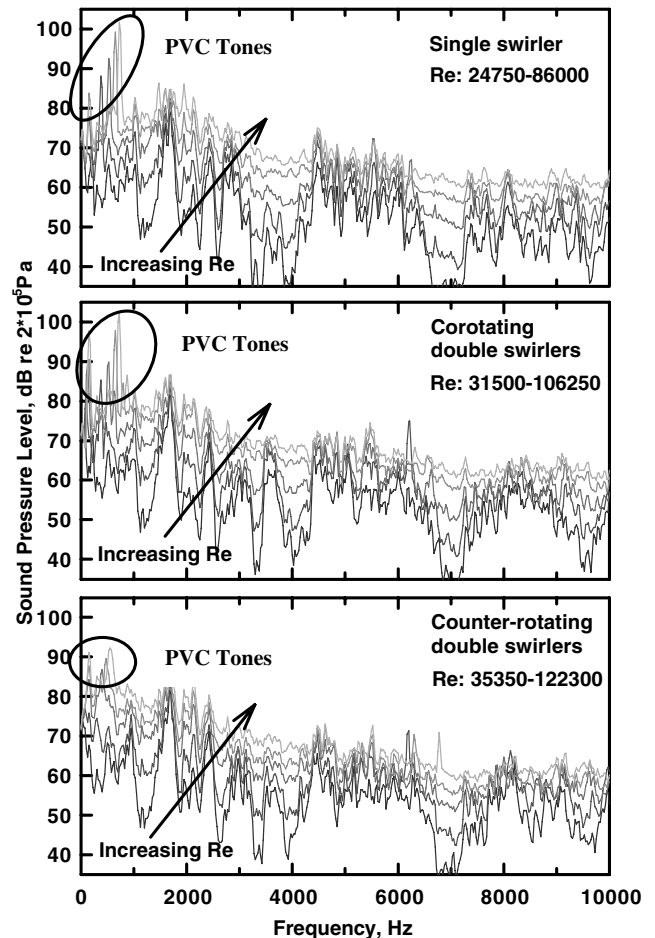 Sound Pressure Level, dB re 2*10⁵Pa
100
90
80
70
60
50
40
PVC Tones
Single swirler
Re: 24750-86000
Increasing Re
100
90
80
70
60
50
40
PVC Tones
Corotating
double swirlers
Re: 31500-106250
Increasing Re
100
90
80
70
60
50
40
PVC Tones
Counter-rotating
double swirlers
Re: 35350-122300
Increasing Re
0 2000 4000 6000 8000 10000
Frequency, Hz